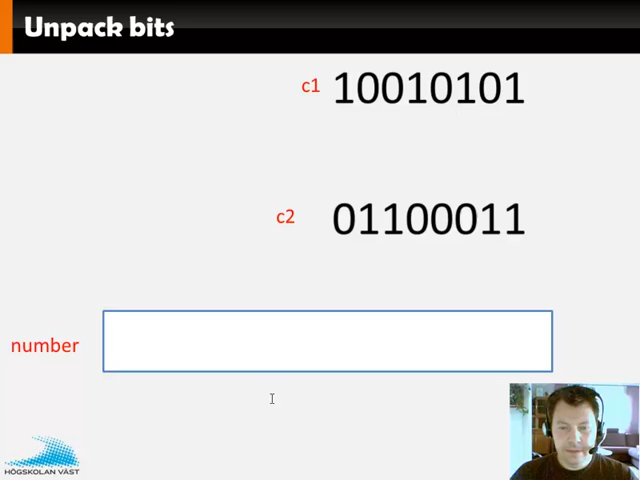 Unpack bits
c1 10010101
c2 01100011
number
HÖGSKOLAN VÄST